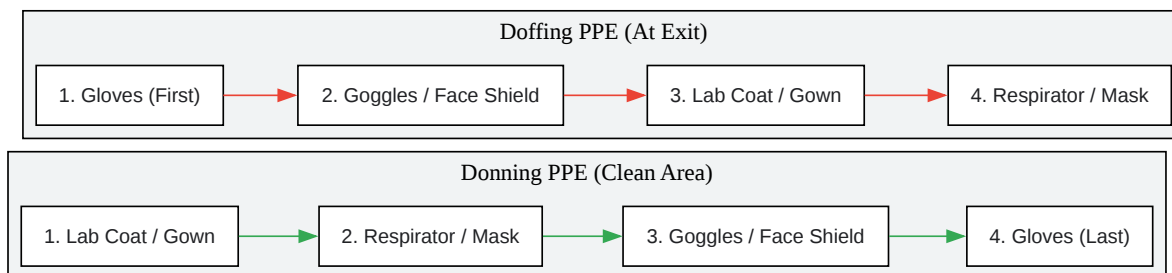 Doffing PPE (At Exit)
1. Gloves (First)
2. Goggles / Face Shield
3. Lab Coat / Gown
4. Respirator / Mask
Donning PPE (Clean Area)
1. Lab Coat / Gown
2. Respirator / Mask
3. Goggles / Face Shield
4. Gloves (Last)